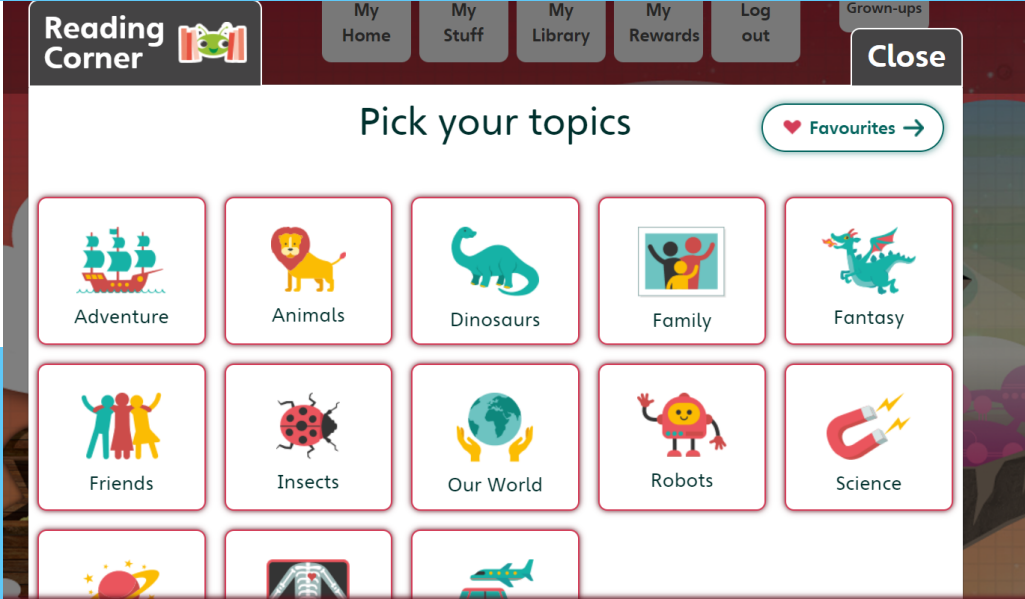 Reading
Corner
My
Home
My
Stuff
My
Library
My
Rewards
Log
out
Grown-ups
Close
Pick your topics
Favourites
Adventure
Animals
Dinosaurs
Family
Fantasy
Friends
Insects
Our World
Robots
Science